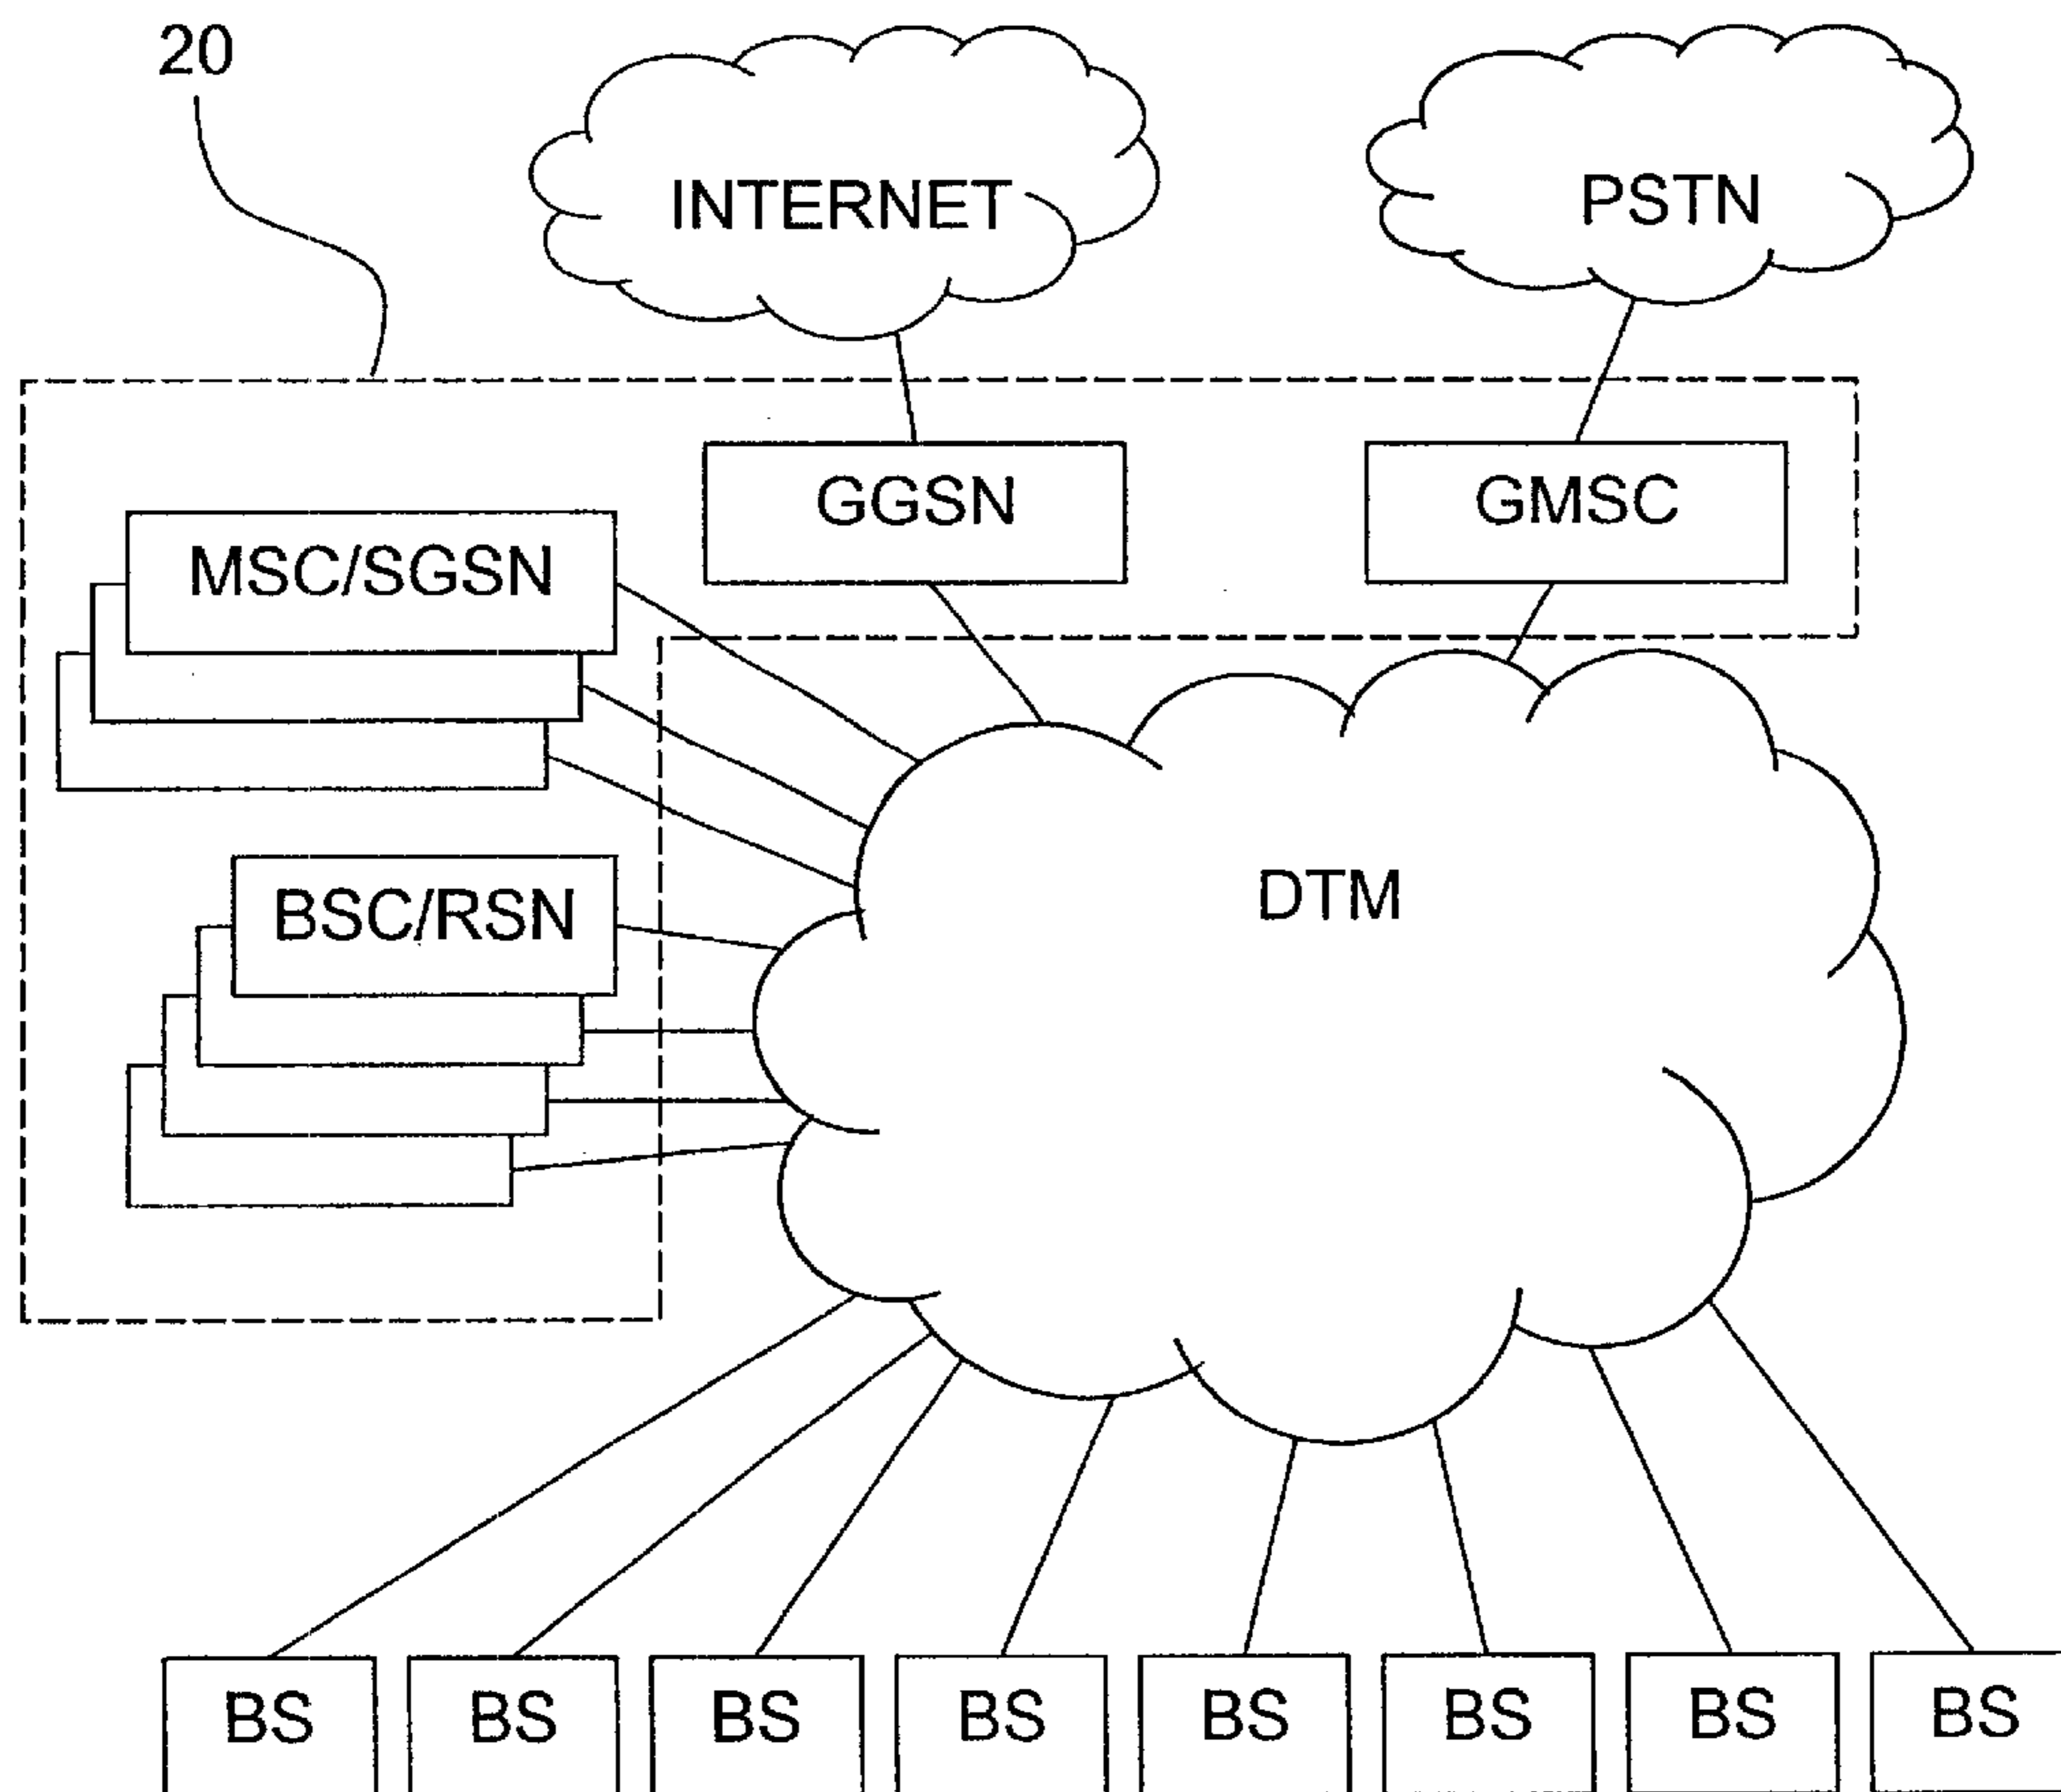 20
INTERNET
PSTN
GGSN
GMSC
MSC/SGSN
BSC/RSN
DTM
BS BS BS BS BS BS BS BS